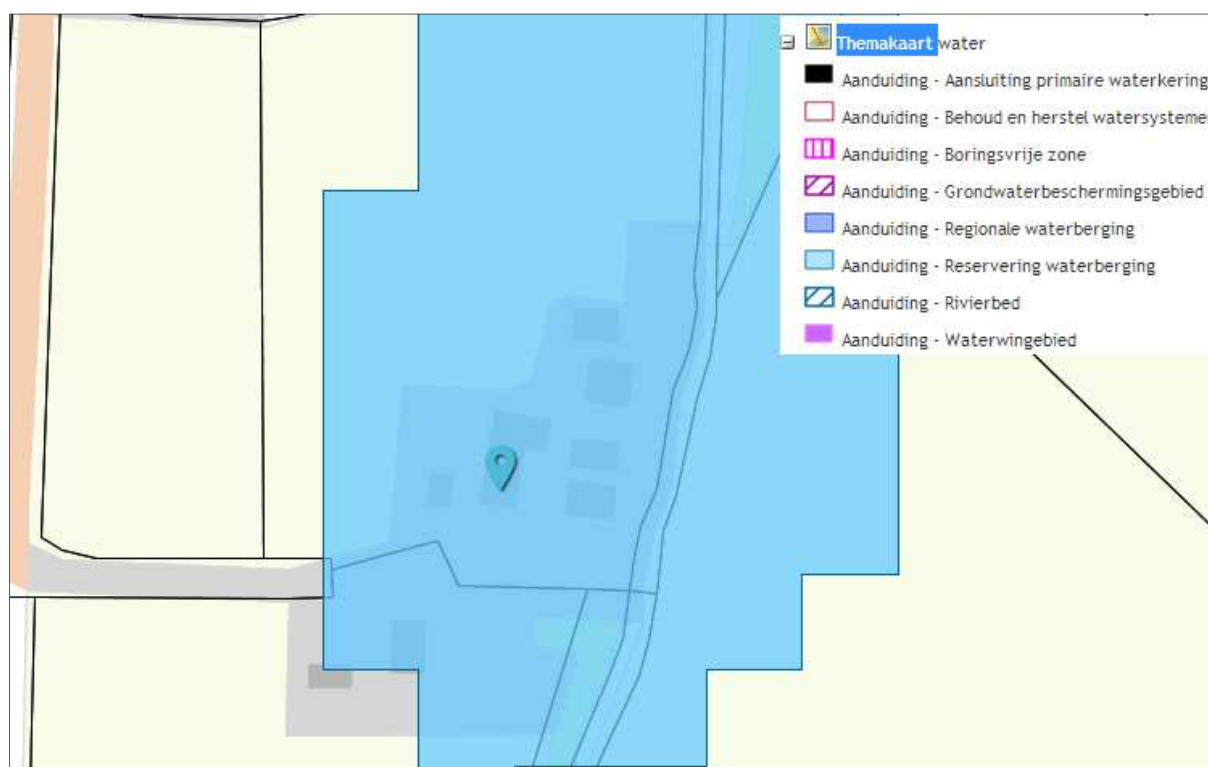 Themakaart water
Aanduiding - Aansluiting primaire waterkering
Aanduiding - Behoud en herstel watersysteme
Aanduiding - Boringsvrije zone
Aanduiding - Grondwaterbeschermingsgebied
Aanduiding - Regionale waterberging
Aanduiding - Reservering waterberging
Aanduiding - Rivierbed
Aanduiding - Waterwingebied